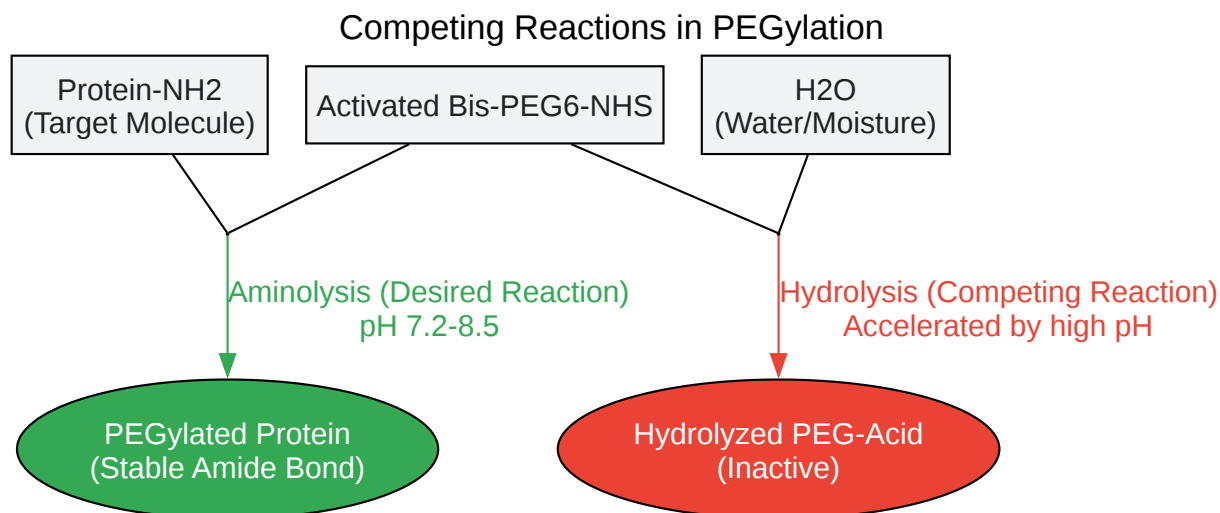 Competing Reactions in PEGylation
Protein-NH2
(Target Molecule)
Activated Bis-PEG6-NHS
H2O
(Water/Moisture)
Aminolysis (Desired Reaction)
pH 7.2-8.5
Hydrolysis (Competing Reaction)
Accelerated by high pH
PEGylated Protein
(Stable Amide Bond)
Hydrolyzed PEG-Acid
(Inactive)